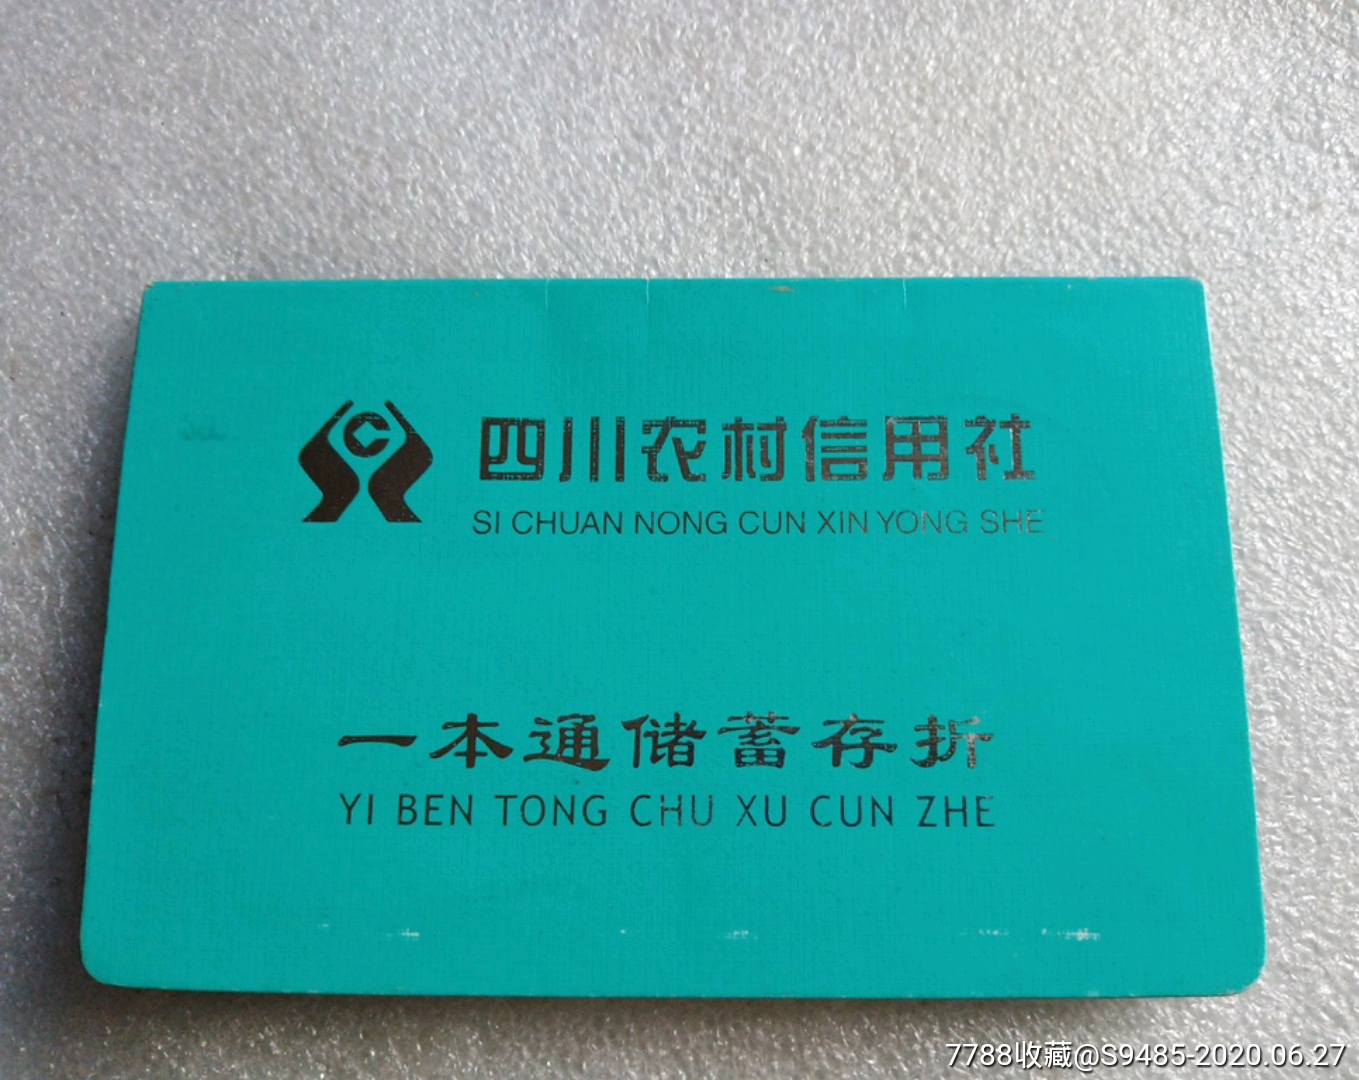 四川农村信用社
SI CHUAN NONG CUN XIN YONG SHE
一本通储蓄存折
YI BEN TONG CHU XU CUN ZHE
7788收藏@S9485-2020.06.27